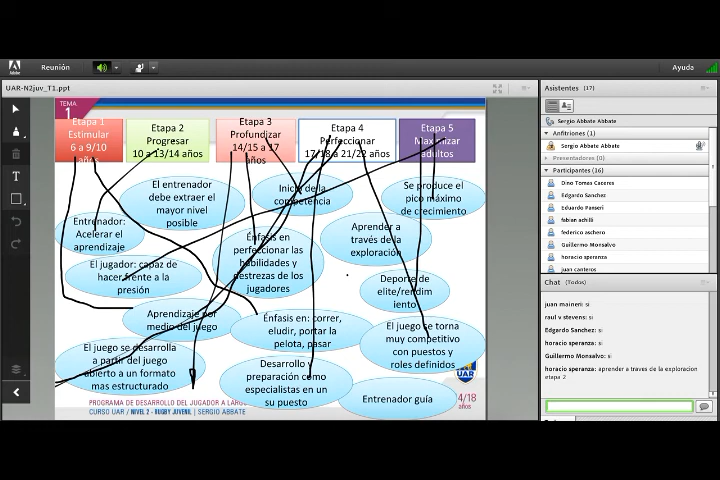 Reunión
Ayuda
UAR-N2juv_T1.ppt
TEMA
1
Etapa 1
Estimular
6 a 9/10
años
Etapa 2
Progresar
10 a 13/14 años
Etapa 3
Profundizar
14/15 a 17
años
Etapa 4
Perfeccionar
17/18 a 21/22 años
Etapa 5
Maximizar
adultos
El entrenador
debe extraer el
mayor nivel
posible
Inicio de la
competencia
Se produce el
pico máximo
de crecimiento
Entrenador:
Acelerar el
aprendizaje
Énfasis en
perfeccionar las
habilidades y
destrezas de los
jugadores
Aprender a
través de la
exploración
El jugador: capaz de
hacer frente a la
presión
Deporte de
elite/rendim
iento
Aprendizaje por
medio del juego
Énfasis en: correr,
eludir, portar la
pelota, pasar
El juego se torna
muy competitivo
con puestos y
roles definidos
El juego se desarrolla
a partir del juego
abierto a un formato
mas estructurado
Desarrollo y
preparación como
especialistas en un
su puesto
Entrenador guía
UAR
PROGRAMA DE DESARROLLO DEL JUGADOR A LARG
4/18
años
CURSO UAR / NIVEL 2 - RUGBY JUVENIL | SERGIO ABBATE
Asistentes (17)
Sergio Abbate Abbate
Anfitriones (1)
Sergio Abbate Abbate
Presentadores (0)
Participantes (16)
Dino Tomas Caceres
Edgardo Sanchez
Eduardo Panseri
fabian achilli
federico aschero
Guillermo Monsalvo
horacio speranza
juan canteros
Chat (Todos)
juan maineri: si
raul v stevens: si
Edgardo Sanchez: si
horacio speranza: si
Guillermo Monsalvo: si
horacio speranza: aprender a traves de la exploracion
etapa 2